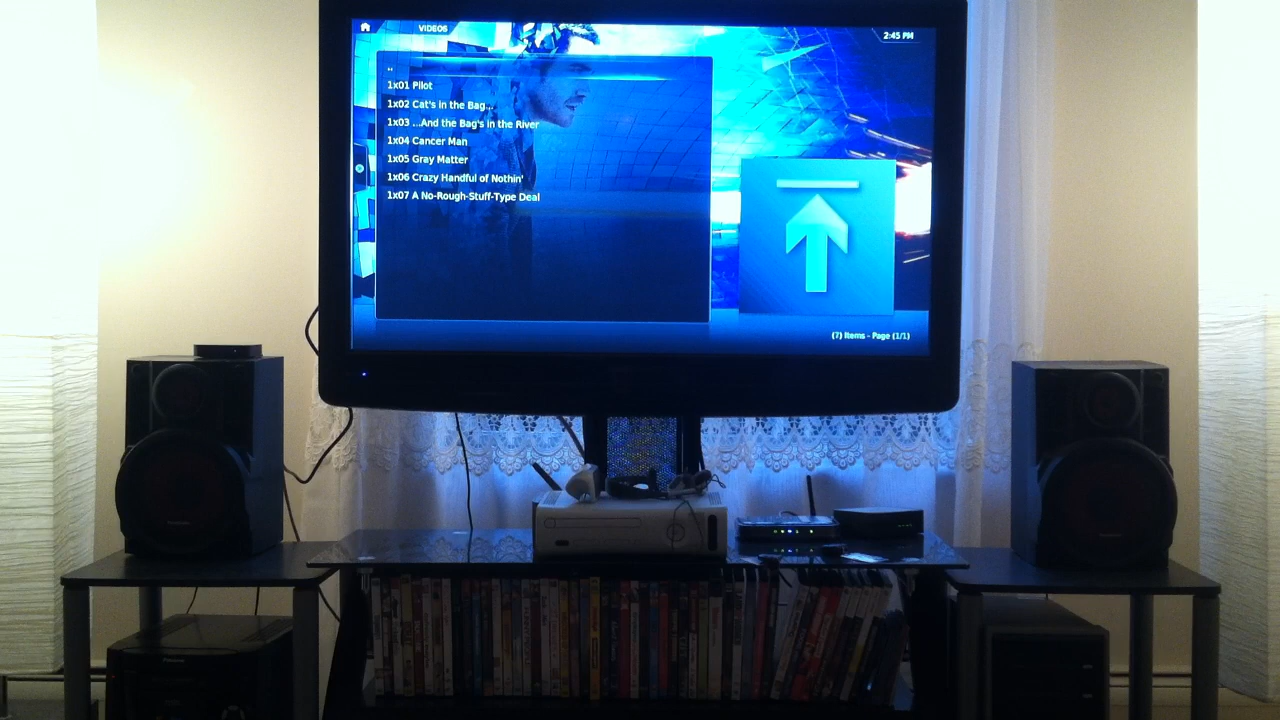 VIDEOS
2:45 PM
..
1x01 Pilot
1x02 Cat's in the Bag...
1x03 ...And the Bag's in the River
1x04 Cancer Man
1x05 Gray Matter
1x06 Crazy Handful of Nothin'
1x07 A No-Rough-Stuff-Type Deal
(7) Items - Page (1/1)
Panasonic